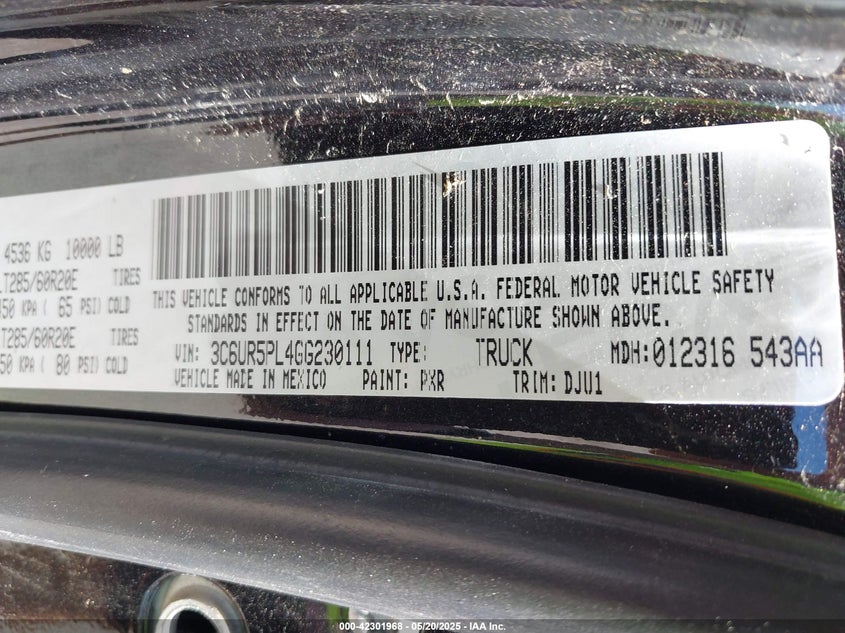 4536 KG 10000 LB
LT285/60R20E TIRES
450 KPA ( 65 PSI) COLD
LT285/60R20E TIRES
50 KPA ( 80 PSI) COLD
THIS VEHICLE CONFORMS TO ALL APPLICABLE U.S.A. FEDERAL MOTOR VEHICLE SAFETY
STANDARDS IN EFFECT ON THE DATE OF MANUFACTURE SHOWN ABOVE.
VIN: 3C6UR5PL4GG230111 TYPE: TRUCK MDH:012316 543AA
VEHICLE MADE IN MEXICO PAINT: PXR TRIM: DJU1
000-42301968 — 05/20/2025 — IAA Inc.